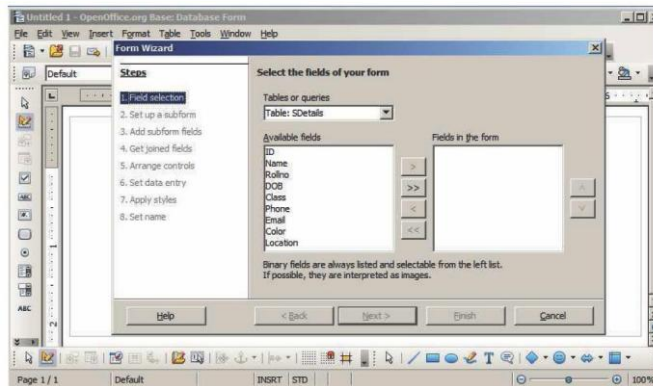 Untitled 1 - OpenOffice.org Base: Database Form
File Edit View Insert Format Table Tools Window Help
Form Wizard
Default
Steps
1. Field selection
2. Set up a subform
3. Add subform fields
4. Get joined fields
5. Arrange controls
6. Set data entry
7. Apply styles
8. Set name
Select the fields of your form
Tables or queries
Table: SDetails
Available fields
Fields in the form
ID
Name
Rollno
DOB
Class
Phone
Email
Color
Location
>
>>
<
<<
Binary fields are always listed and selectable from the left list.
If possible, they are interpreted as images.
Help
< Back
Next >
Finish
Cancel
ABC
Page 1 / 1
Default
INSRT
STD
100%